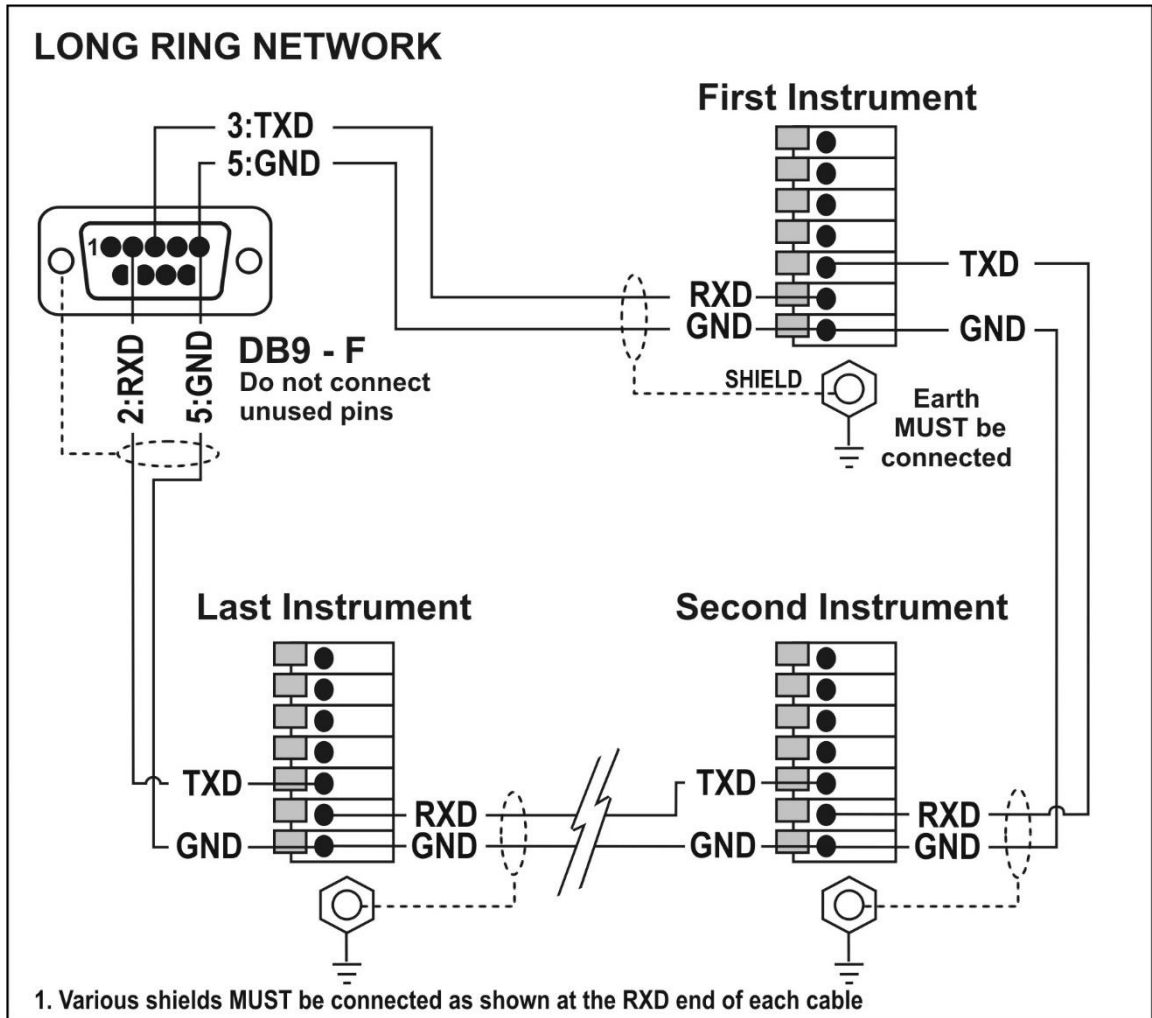 LONG RING NETWORK
First Instrument
3:TXD
5:GND
1
TXD
RXD
GND
GND
2:RXD
5:GND
DB9 - F
Do not connect
unused pins
SHIELD
Earth
MUST be
connected
Last Instrument
Second Instrument
TXD
TXD
RXD
RXD
GND
GND
GND
GND
1. Various shields MUST be connected as shown at the RXD end of each cable